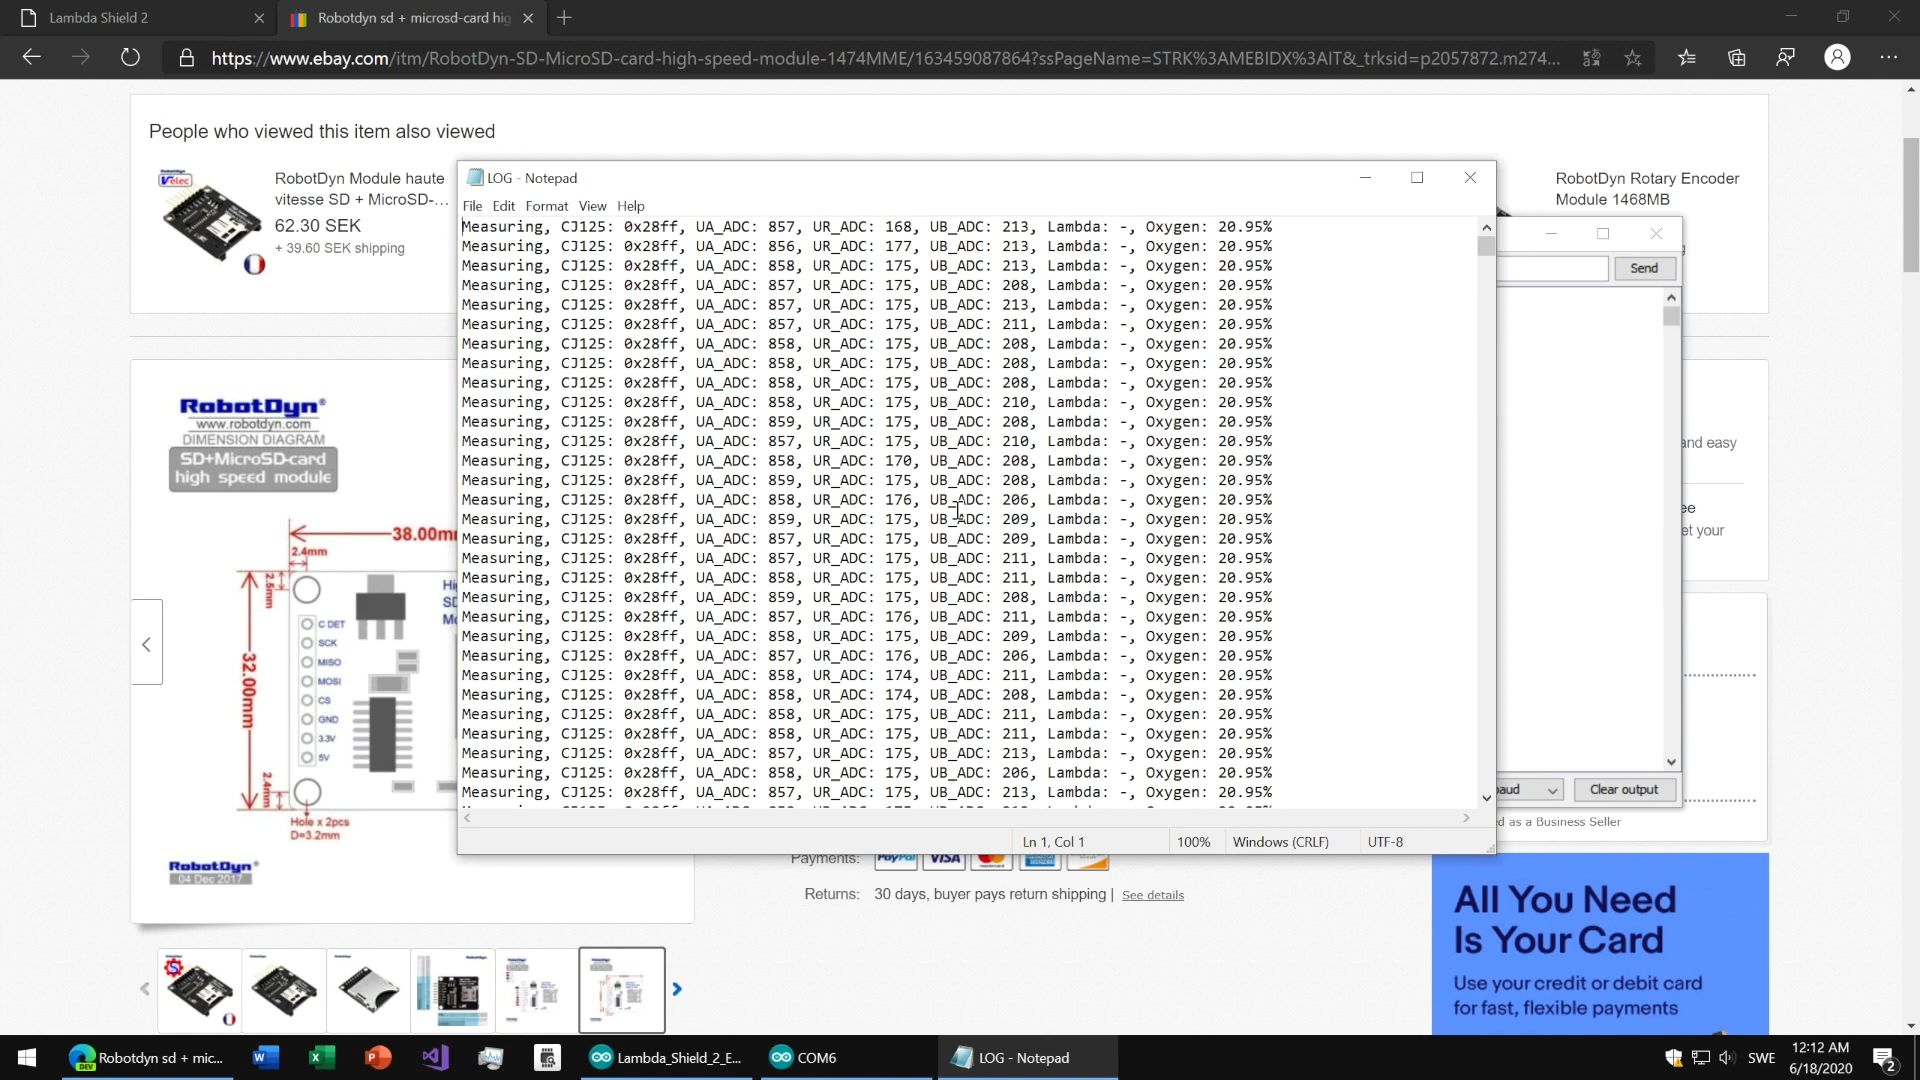 Lambda Shield 2
Robotdyn sd + microsd-card hig
https://www.ebay.com/itm/RobotDyn-SD-MicroSD-card-high-speed-module-1474MME/163459087864?ssPageName=STRK%3AMEBIDX%3AIT&_trksid=p2057872.m274...
People who viewed this item also viewed
Velec
RobotDyn Module haute
vitesse SD + MicroSD-...
62.30 SEK
+ 39.60 SEK shipping
RobotDyn Rotary Encoder
Module 1468MB
LOG - Notepad
File Edit Format View Help
Measuring, CJ125: 0x28ff, UA_ADC: 857, UR_ADC: 168, UB_ADC: 213, Lambda: -, Oxygen: 20.95%
Measuring, CJ125: 0x28ff, UA_ADC: 856, UR_ADC: 177, UB_ADC: 213, Lambda: -, Oxygen: 20.95%
Measuring, CJ125: 0x28ff, UA_ADC: 858, UR_ADC: 175, UB_ADC: 213, Lambda: -, Oxygen: 20.95%
Measuring, CJ125: 0x28ff, UA_ADC: 857, UR_ADC: 175, UB_ADC: 208, Lambda: -, Oxygen: 20.95%
Measuring, CJ125: 0x28ff, UA_ADC: 857, UR_ADC: 175, UB_ADC: 213, Lambda: -, Oxygen: 20.95%
Measuring, CJ125: 0x28ff, UA_ADC: 857, UR_ADC: 175, UB_ADC: 211, Lambda: -, Oxygen: 20.95%
Measuring, CJ125: 0x28ff, UA_ADC: 858, UR_ADC: 175, UB_ADC: 208, Lambda: -, Oxygen: 20.95%
Measuring, CJ125: 0x28ff, UA_ADC: 858, UR_ADC: 175, UB_ADC: 208, Lambda: -, Oxygen: 20.95%
Measuring, CJ125: 0x28ff, UA_ADC: 858, UR_ADC: 175, UB_ADC: 208, Lambda: -, Oxygen: 20.95%
Measuring, CJ125: 0x28ff, UA_ADC: 858, UR_ADC: 175, UB_ADC: 210, Lambda: -, Oxygen: 20.95%
Measuring, CJ125: 0x28ff, UA_ADC: 859, UR_ADC: 175, UB_ADC: 208, Lambda: -, Oxygen: 20.95%
Measuring, CJ125: 0x28ff, UA_ADC: 857, UR_ADC: 175, UB_ADC: 210, Lambda: -, Oxygen: 20.95%
Measuring, CJ125: 0x28ff, UA_ADC: 858, UR_ADC: 170, UB_ADC: 208, Lambda: -, Oxygen: 20.95%
Measuring, CJ125: 0x28ff, UA_ADC: 859, UR_ADC: 175, UB_ADC: 208, Lambda: -, Oxygen: 20.95%
Measuring, CJ125: 0x28ff, UA_ADC: 858, UR_ADC: 176, UB_ADC: 206, Lambda: -, Oxygen: 20.95%
Measuring, CJ125: 0x28ff, UA_ADC: 859, UR_ADC: 175, UB_ADC: 209, Lambda: -, Oxygen: 20.95%
Measuring, CJ125: 0x28ff, UA_ADC: 857, UR_ADC: 175, UB_ADC: 209, Lambda: -, Oxygen: 20.95%
Measuring, CJ125: 0x28ff, UA_ADC: 857, UR_ADC: 175, UB_ADC: 211, Lambda: -, Oxygen: 20.95%
Measuring, CJ125: 0x28ff, UA_ADC: 858, UR_ADC: 175, UB_ADC: 211, Lambda: -, Oxygen: 20.95%
Measuring, CJ125: 0x28ff, UA_ADC: 859, UR_ADC: 175, UB_ADC: 208, Lambda: -, Oxygen: 20.95%
Measuring, CJ125: 0x28ff, UA_ADC: 857, UR_ADC: 176, UB_ADC: 211, Lambda: -, Oxygen: 20.95%
Measuring, CJ125: 0x28ff, UA_ADC: 858, UR_ADC: 175, UB_ADC: 209, Lambda: -, Oxygen: 20.95%
Measuring, CJ125: 0x28ff, UA_ADC: 857, UR_ADC: 176, UB_ADC: 206, Lambda: -, Oxygen: 20.95%
Measuring, CJ125: 0x28ff, UA_ADC: 858, UR_ADC: 174, UB_ADC: 211, Lambda: -, Oxygen: 20.95%
Measuring, CJ125: 0x28ff, UA_ADC: 858, UR_ADC: 174, UB_ADC: 208, Lambda: -, Oxygen: 20.95%
Measuring, CJ125: 0x28ff, UA_ADC: 858, UR_ADC: 175, UB_ADC: 211, Lambda: -, Oxygen: 20.95%
Measuring, CJ125: 0x28ff, UA_ADC: 858, UR_ADC: 175, UB_ADC: 211, Lambda: -, Oxygen: 20.95%
Measuring, CJ125: 0x28ff, UA_ADC: 857, UR_ADC: 175, UB_ADC: 213, Lambda: -, Oxygen: 20.95%
Measuring, CJ125: 0x28ff, UA_ADC: 858, UR_ADC: 175, UB_ADC: 206, Lambda: -, Oxygen: 20.95%
Measuring, CJ125: 0x28ff, UA_ADC: 857, UR_ADC: 175, UB_ADC: 213, Lambda: -, Oxygen: 20.95%
Ln 1, Col 1
100%
Windows (CRLF)
UTF-8
Send
and easy
ee
et your
baud
Clear output
d as a Business Seller
RobotDyn®
www.robotdyn.com
DIMENSION DIAGRAM
SD+MicroSD-card
high speed module
38.00m
2.4mm
2.5mm
32.00mm
2.4mm
C DET
SCK
MISO
MOSI
CS
GND
3.3V
5V
Hole x 2pcs
D=3.2mm
RobotDyn®
04 Dec 2017
Payments:
PayPal
VISA
Returns: 30 days, buyer pays return shipping | See details
All You Need
Is Your Card
Use your credit or debit card
for fast, flexible payments
Robotdyn sd + mic...
Lambda_Shield_2_E...
COM6
LOG - Notepad
SWE
12:12 AM
6/18/2020
2